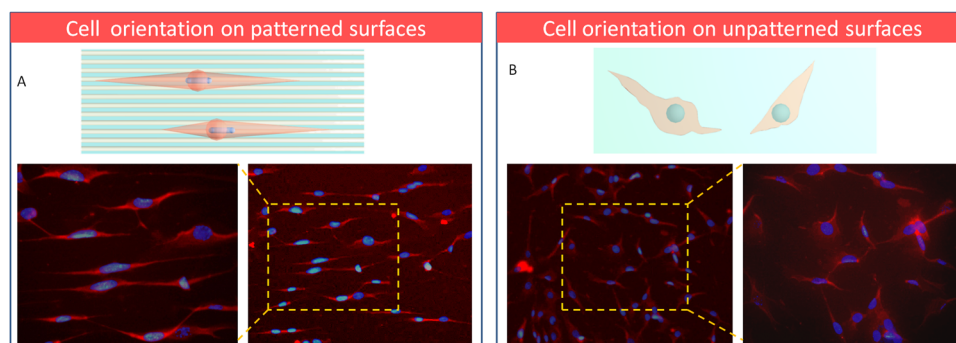 Cell orientation on patterned surfaces
A
Cell orientation on unpatterned surfaces
B